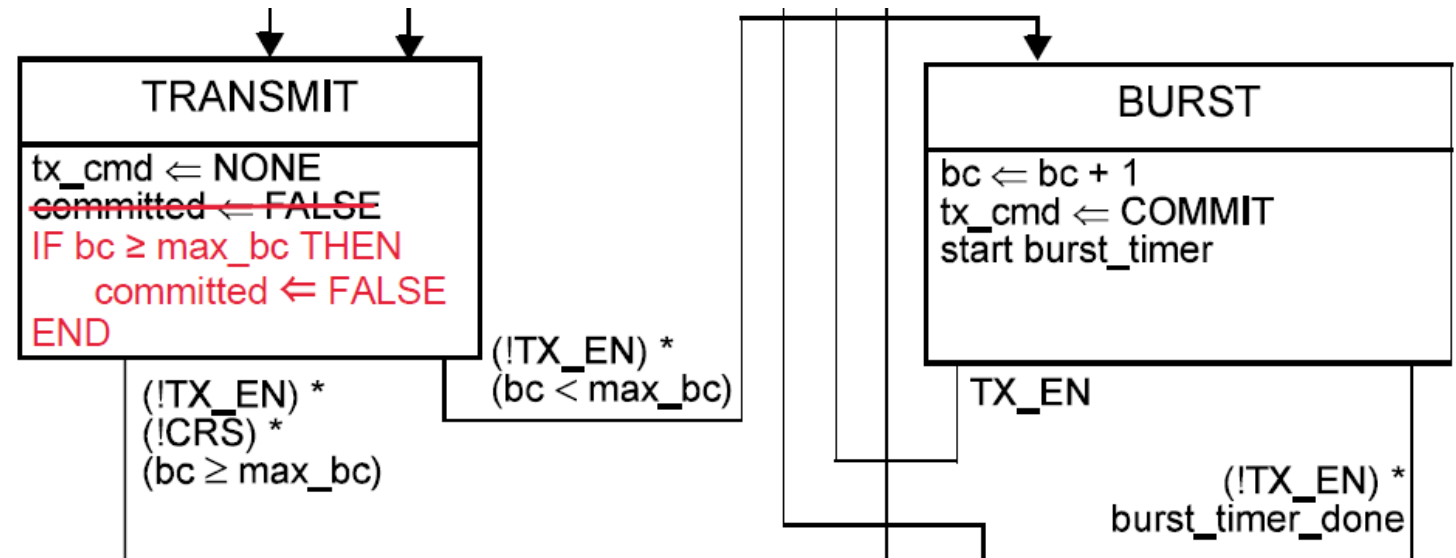 TRANSMIT
tx_cmd ⇐ NONE
committed ⇐ FALSE
IF bc ≥ max_bc THEN
committed ⇐ FALSE
END
(!TX_EN) *
(!CRS) *
(bc ≥ max_bc)
(!TX_EN) *
(bc < max_bc)
BURST
bc ⇐ bc + 1
tx_cmd ⇐ COMMIT
start burst_timer
TX_EN
(!TX_EN) *
burst_timer_done